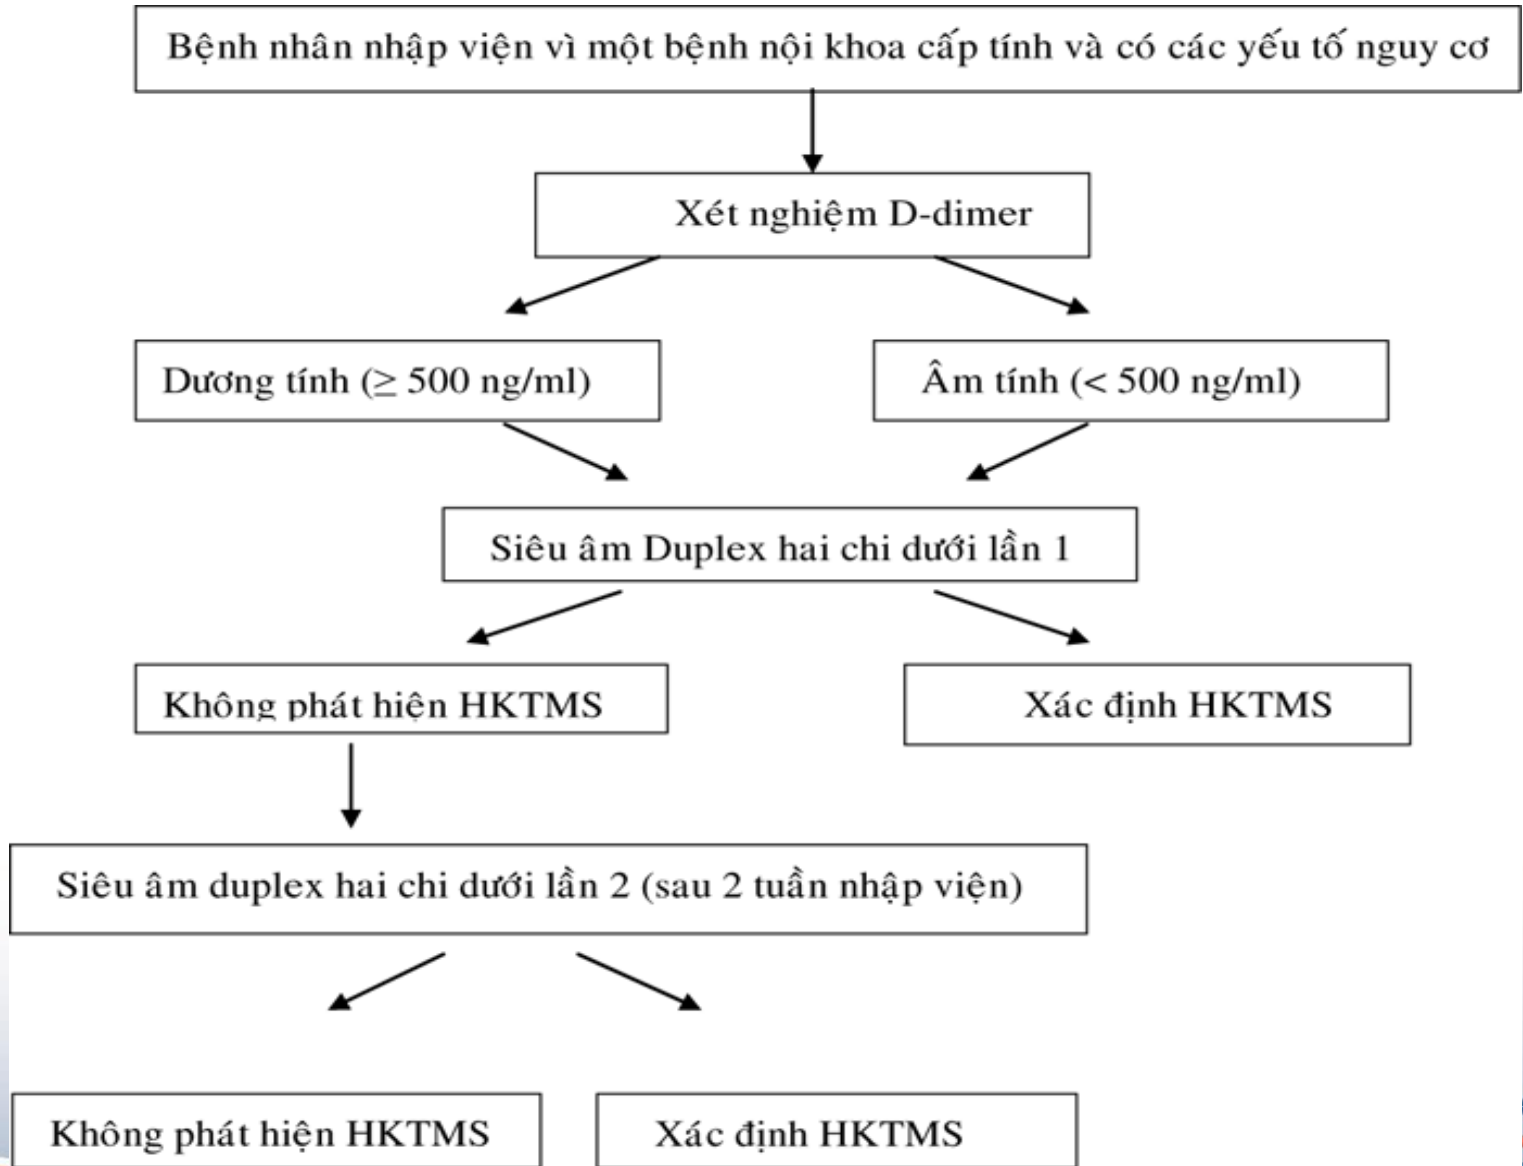 Bệnh nhân nhập viện vì một bệnh nội khoa cấp tính và có các yếu tố nguy cơ
Xét nghiệm D-dimer
Dương tính (≥ 500 ng/ml)
Âm tính (< 500 ng/ml)
Siêu âm Duplex hai chi dưới lần 1
Không phát hiện HKTMS
Xác định HKTMS
Siêu âm duplex hai chi dưới lần 2 (sau 2 tuần nhập viện)
Không phát hiện HKTMS
Xác định HKTMS